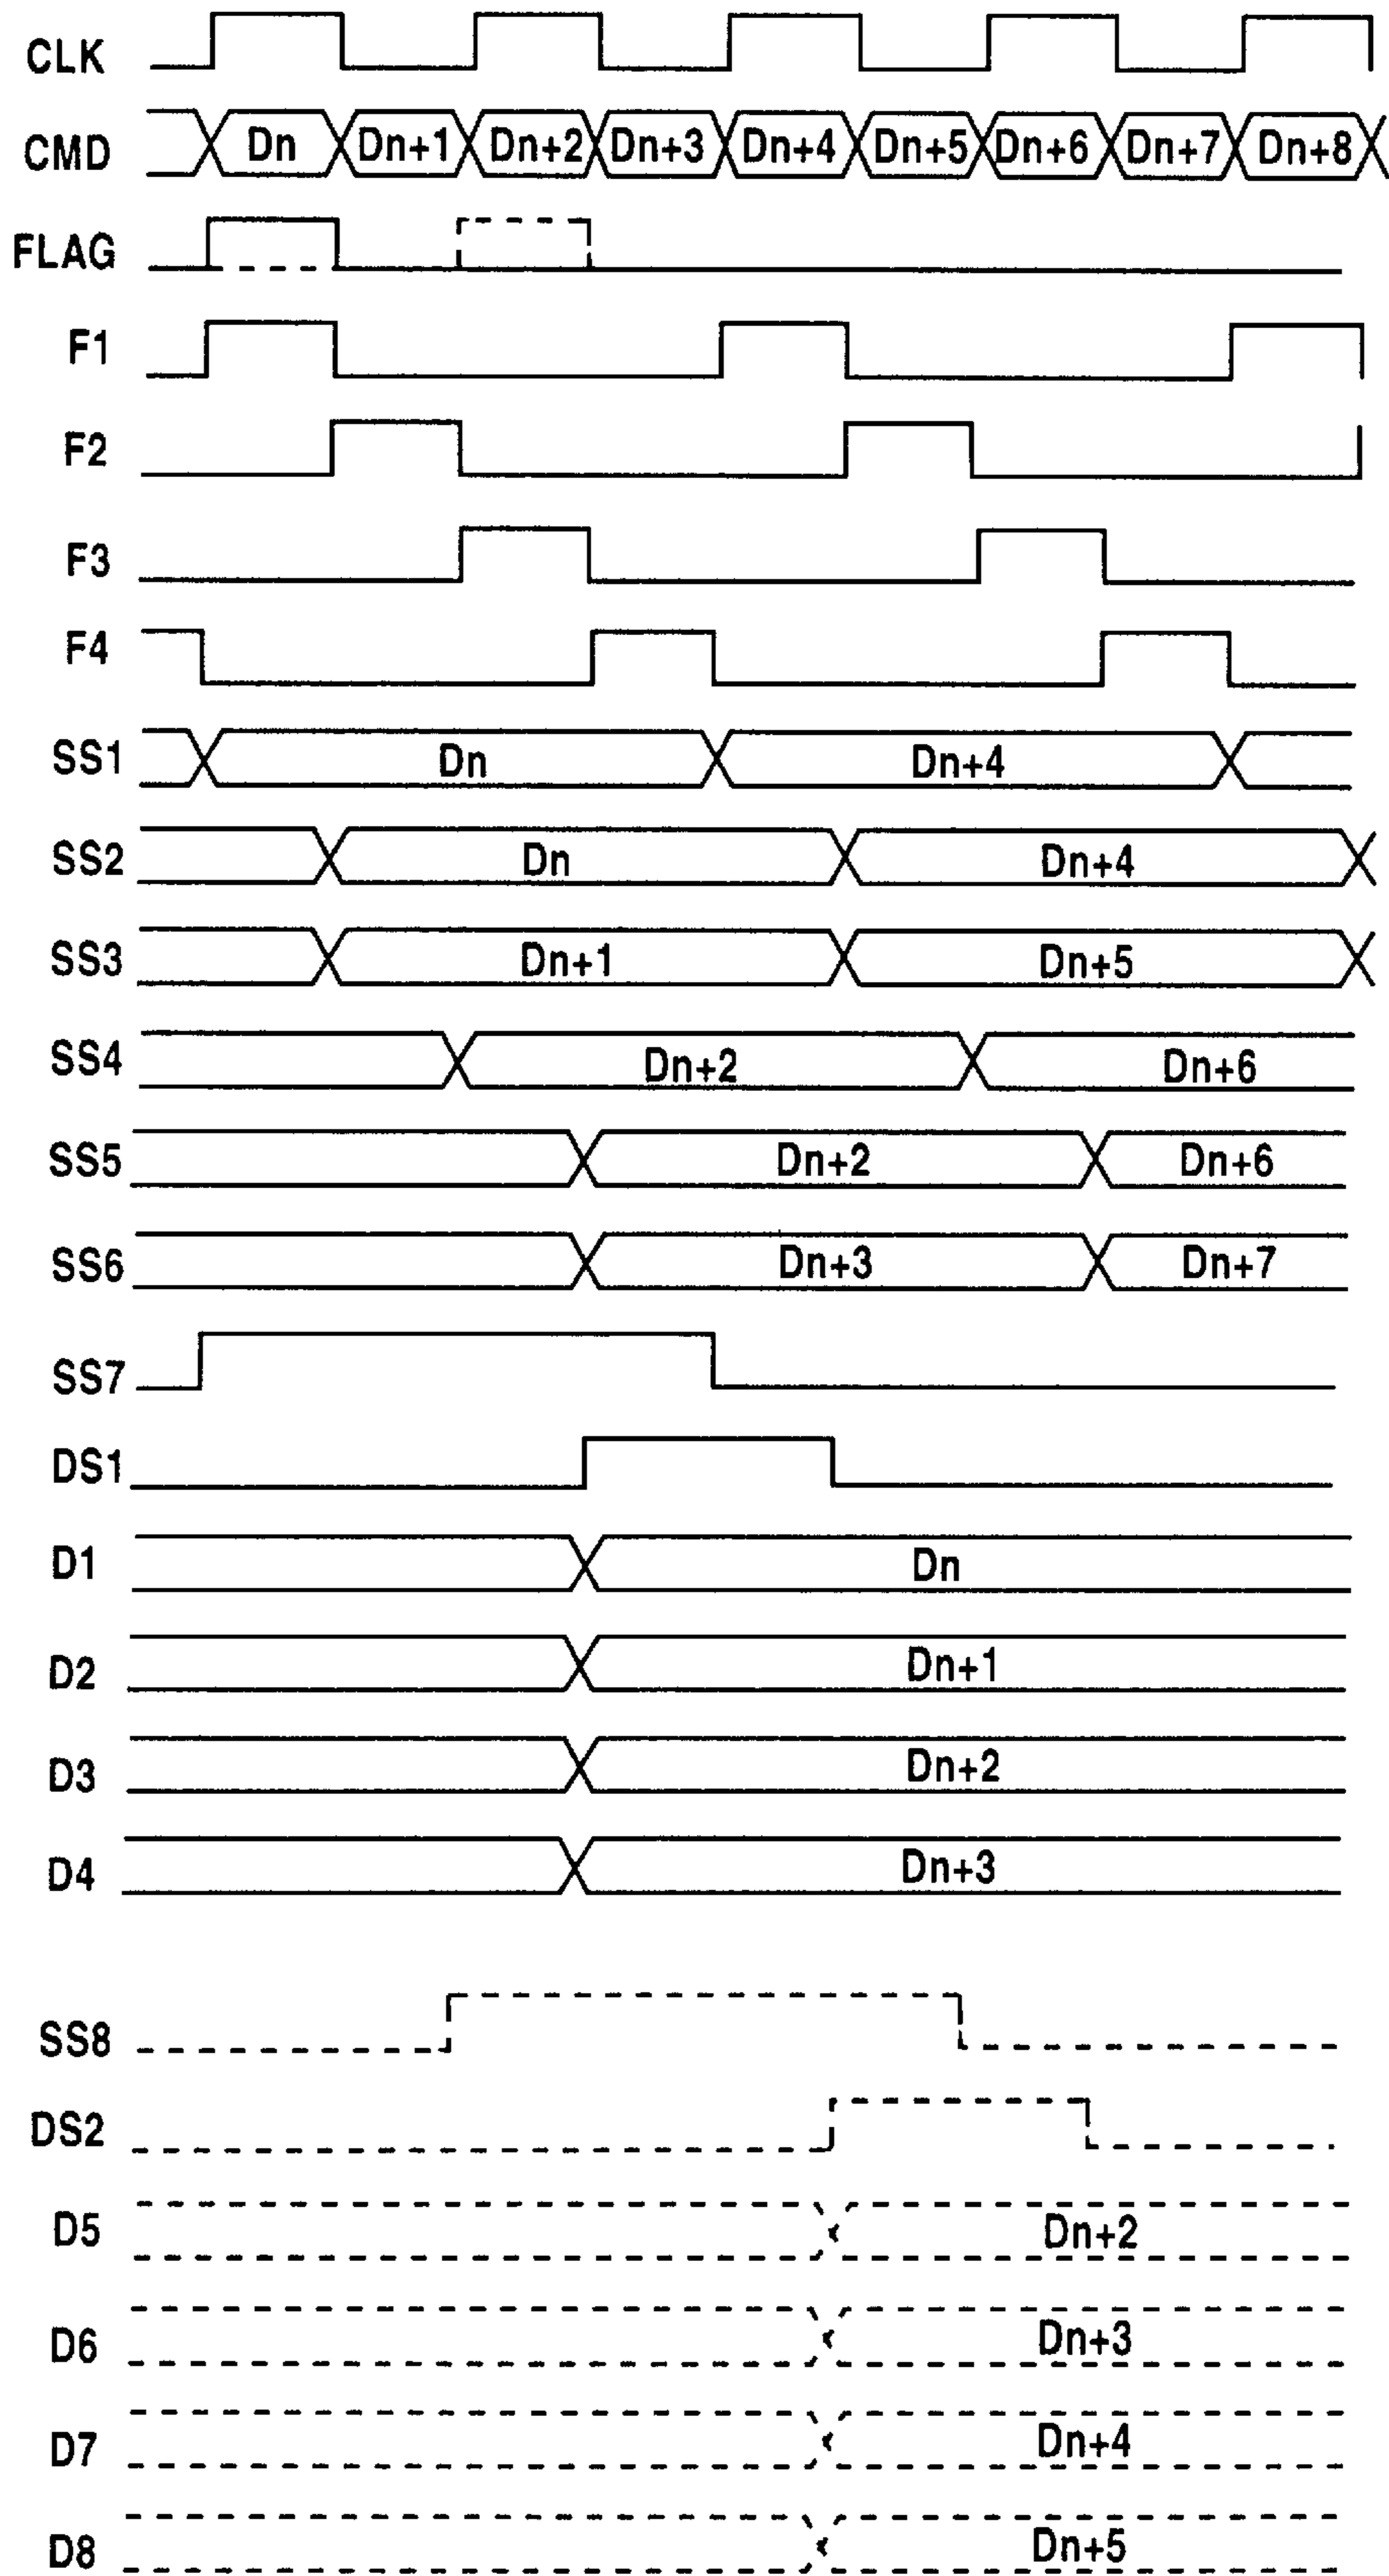 CLK
CMD Dn Dn+1 Dn+2 Dn+3 Dn+4 Dn+5 Dn+6 Dn+7 Dn+8
FLAG
F1
F2
F3
F4
SS1 Dn Dn+4
SS2 Dn Dn+4
SS3 Dn+1 Dn+5
SS4 Dn+2 Dn+6
SS5 Dn+2 Dn+6
SS6 Dn+3 Dn+7
SS7
DS1
D1 Dn
D2 Dn+1
D3 Dn+2
D4 Dn+3
SS8
DS2
D5 Dn+2
D6 Dn+3
D7 Dn+4
D8 Dn+5